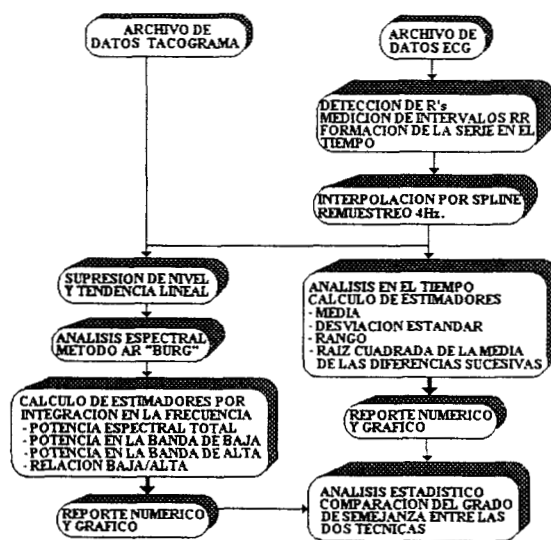 ARCHIVO DE
DATOS TACOGRAMA
ARCHIVO DE
DATOS ECG
DETECCION DE R's
MEDICION DE INTERVALOS RR
FORMACION DE LA SERIE EN EL
TIEMPO
INTERPOLACION POR SPLINE
REMUESTREO 4Hz.
SUPRESION DE NIVEL
Y TENDENCIA LINEAL
ANALISIS ESPECTRAL
METODO AR "BURG"
CALCULO DE ESTIMADORES POR
INTEGRACION EN LA FRECUENCIA
- POTENCIA ESPECTRAL TOTAL
- POTENCIA EN LA BANDA DE BAJA
- POTENCIA EN LA BANDA DE ALTA
- RELACION BAJA/ALTA
REPORTE NUMERICO
Y GRAFICO
ANALISIS EN EL TIEMPO
CALCULO DE ESTIMADORES
- MEDIA
- DESVIACION ESTANDAR
- RANGO
- RAIZ CUADRADA DE LA MEDIA
DE LAS DIFERENCIAS SUCESIVAS
REPORTE NUMERICO
Y GRAFICO
ANALISIS ESTADISTICO
COMPARACION DEL GRADO
DE SEMEJANZA ENTRE LAS
DOS TECNICAS